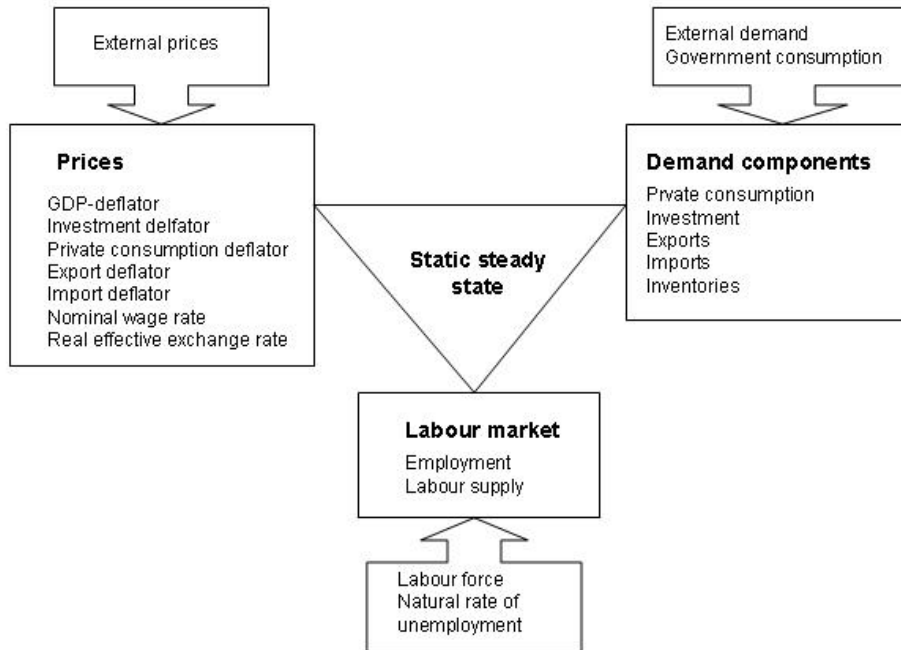 External prices
External demand
Government consumption
Prices
GDP-deflator
Investment delfator
Private consumption deflator
Export deflator
Import deflator
Nominal wage rate
Real effective exchange rate
Demand components
Prvate consumption
Investment
Exports
Imports
Inventories
Static steady
state
Labour market
Employment
Labour supply
Labour force
Natural rate of
unemployment